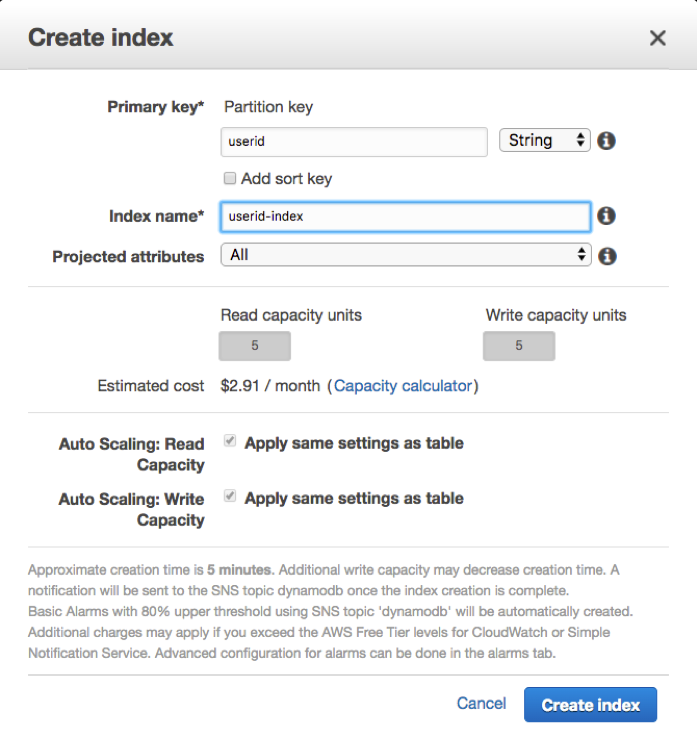 Create index
Primary key* Partition key
userid String
Add sort key
Index name* userid-index
Projected attributes All
Read capacity units Write capacity units
5 5
Estimated cost $2.91 / month (Capacity calculator)
Auto Scaling: Read Capacity Apply same settings as table
Auto Scaling: Write Capacity Apply same settings as table
Approximate creation time is 5 minutes. Additional write capacity may decrease creation time. A
notification will be sent to the SNS topic dynamodb once the index creation is complete.
Basic Alarms with 80% upper threshold using SNS topic 'dynamodb' will be automatically created.
Additional charges may apply if you exceed the AWS Free Tier levels for CloudWatch or Simple
Notification Service. Advanced configuration for alarms can be done in the alarms tab.
Cancel Create index